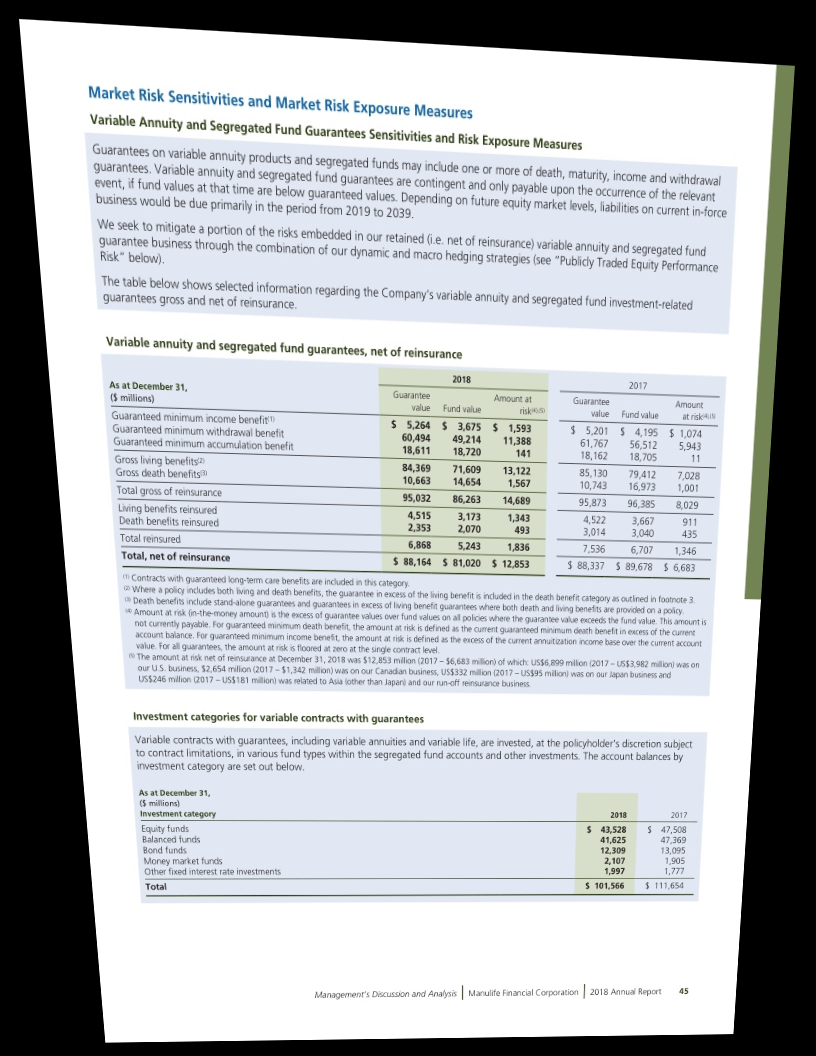 Market Risk Sensitivities and Market Risk Exposure Measures
Variable Annuity and Segregated Fund Guarantees Sensitivities and Risk Exposure Measures
Guarantees on variable annuity products and segregated funds may include one or more of death, maturity, income and withdrawal
guarantees. Variable annuity and segregated fund guarantees are contingent and only payable upon the occurrence of the relevant
event, if fund values at that time are below guaranteed values. Depending on future equity market levels, liabilities on current in-force
business would be due primarily in the period from 2019 to 2039.
We seek to mitigate a portion of the risks embedded in our retained (i.e. net of reinsurance) variable annuity and segregated fund
guarantee business through the combination of our dynamic and macro hedging strategies (see “Publicly Traded Equity Performance
Risk” below).
The table below shows selected information regarding the Company’s variable annuity and segregated fund investment-related
guarantees gross and net of reinsurance.
Variable annuity and segregated fund guarantees, net of reinsurance
2018 2017
As at December 31,
($ millions) Guarantee value Fund value Amount at risk(4),(5) Guarantee value Fund value Amount at risk(4),(5)
Guaranteed minimum income benefit(1) $ 5,264 $ 3,675 $ 1,593 $ 5,201 $ 4,195 $ 1,074
Guaranteed minimum withdrawal benefit 60,494 49,214 11,388 61,767 56,512 5,943
Guaranteed minimum accumulation benefit 18,611 18,720 141 18,162 18,705 11
Gross living benefits(2) 84,369 71,609 13,122 85,130 79,412 7,028
Gross death benefits(3) 10,663 14,654 1,567 10,743 16,973 1,001
Total gross of reinsurance 95,032 86,263 14,689 95,873 96,385 8,029
Living benefits reinsured 4,515 3,173 1,343 4,522 3,667 911
Death benefits reinsured 2,353 2,070 493 3,014 3,040 435
Total reinsured 6,868 5,243 1,836 7,536 6,707 1,346
Total, net of reinsurance $ 88,164 $ 81,020 $ 12,853 $ 88,337 $ 89,678 $ 6,683
(1) Contracts with guaranteed long-term care benefits are included in this category.
(2) Where a policy includes both living and death benefits, the guarantee in excess of the living benefit is included in the death benefit category as outlined in footnote 3.
(3) Death benefits include stand-alone guarantees and guarantees in excess of living benefit guarantees where both death and living benefits are provided on a policy.
(4) Amount at risk (in-the-money amount) is the excess of guarantee values over fund values on all policies where the guarantee value exceeds the fund value. This amount is
not currently payable. For guaranteed minimum death benefit, the amount at risk is defined as the current guaranteed minimum death benefit in excess of the current
account balance. For guaranteed minimum income benefit, the amount at risk is defined as the excess of the current annuitization income base over the current account
value. For all guarantees, the amount at risk is floored at zero at the single contract level.
(5) The amount at risk net of reinsurance at December 31, 2018 was $12,853 million (2017 – $6,683 million) of which: US$6,899 million (2017 – US$3,982 million) was on
our U.S. business, $2,654 million (2017 – $1,342 million) was on our Canadian business, US$332 million (2017 – US$95 million) was on our Japan business and
US$246 million (2017 – US$181 million) was related to Asia (other than Japan) and our run-off reinsurance business.
Investment categories for variable contracts with guarantees
Variable contracts with guarantees, including variable annuities and variable life, are invested, at the policyholder’s discretion subject
to contract limitations, in various fund types within the segregated fund accounts and other investments. The account balances by
investment category are set out below.
As at December 31,
($ millions)
Investment category 2018 2017
Equity funds $ 43,528 $ 47,508
Balanced funds 41,625 47,369
Bond funds 12,309 13,095
Money market funds 2,107 1,905
Other fixed interest rate investments 1,997 1,777
Total $ 101,566 $ 111,654
Management’s Discussion and Analysis | Manulife Financial Corporation | 2018 Annual Report 45